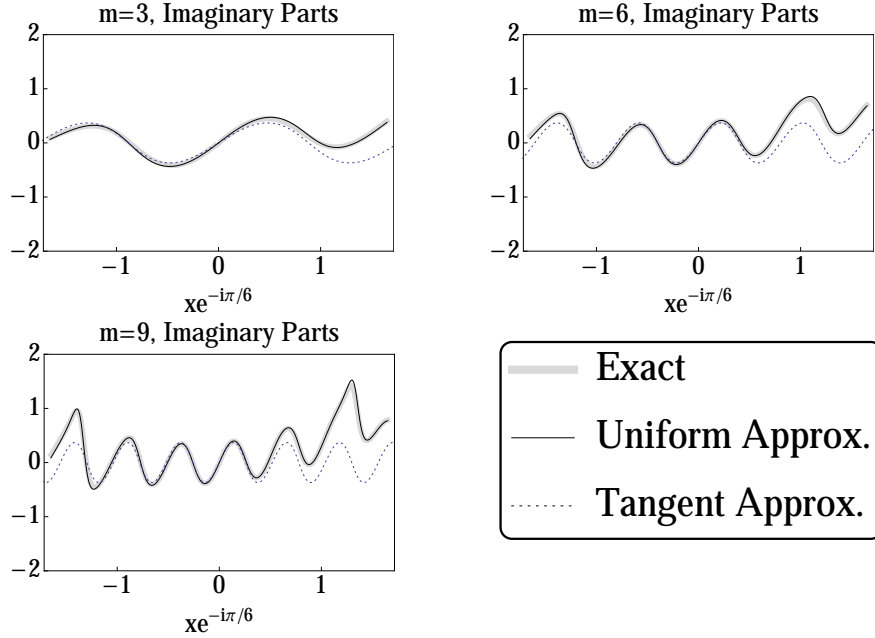 m=3, Imaginary Parts
2
1
0
−1
−2
−1 0 1
xe^{−iπ/6}
m=6, Imaginary Parts
2
1
0
−1
−2
−1 0 1
xe^{−iπ/6}
m=9, Imaginary Parts
2
1
0
−1
−2
−1 0 1
xe^{−iπ/6}
Exact
Uniform Approx.
Tangent Approx.